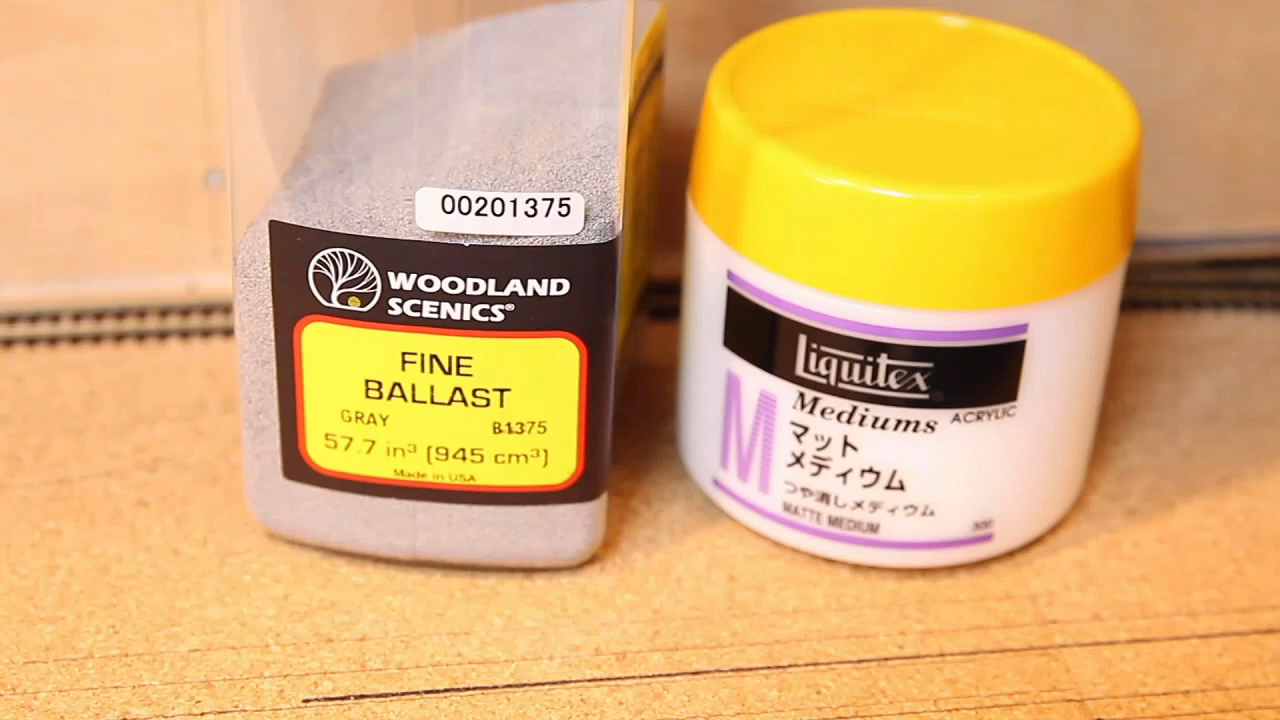 00201375
WOODLAND
SCENICS®
FINE
BALLAST
GRAY B1375
57.7 in³ (945 cm³)
Made in USA
Liquitex
M
Mediums ACRYLIC
マット
メディウム
つや消しメディウム
MATTE MEDIUM